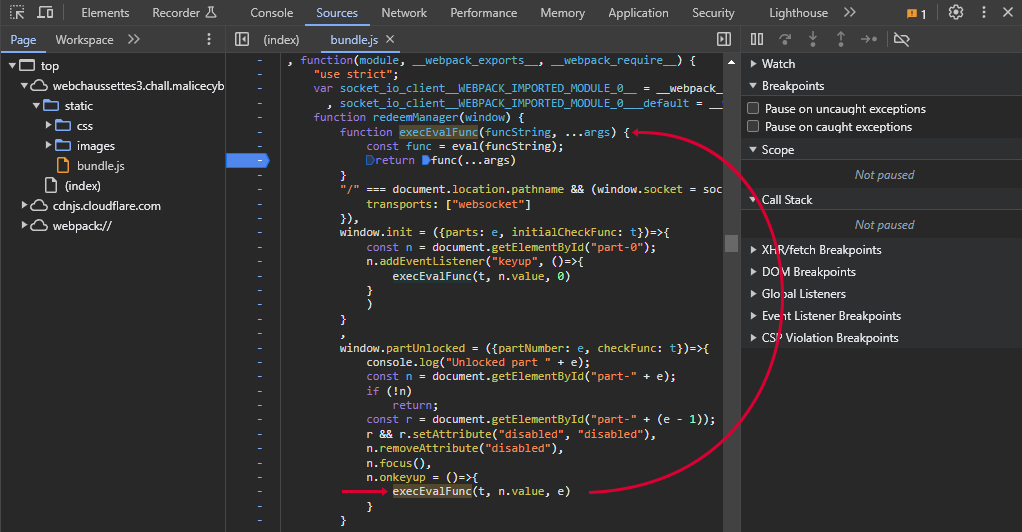 Elements Recorder Console Sources Network Performance Memory Application Security Lighthouse 1
Page Workspace (index) bundle.js
top
webchaussettes3.chall.malicecyb
static
css
images
bundle.js
(index)
cdnjs.cloudflare.com
webpack://
, function(module, __webpack_exports__, __webpack_require__) {
"use strict";
var socket_io_client__WEBPACK_IMPORTED_MODULE_0__ = __webpack_
, socket_io_client__WEBPACK_IMPORTED_MODULE_0___default = __
function redeemManager(window) {
function execEvalFunc(funcString, ...args) {
const func = eval(funcString);
return func(...args)
}
"/" === document.location.pathname && (window.socket = soc
transports: ["websocket"]
}),
window.init = ({parts: e, initialCheckFunc: t})=>{
const n = document.getElementById("part-0");
n.addEventListener("keyup", ()=>{
execEvalFunc(t, n.value, 0)
}
)
}
,
window.partUnlocked = ({partNumber: e, checkFunc: t})=>{
console.log("Unlocked part " + e);
const n = document.getElementById("part-" + e);
if (!n)
return;
const r = document.getElementById("part-" + (e - 1));
r && r.setAttribute("disabled", "disabled"),
n.removeAttribute("disabled"),
n.focus(),
n.onkeyup = ()=>{
execEvalFunc(t, n.value, e)
}
}
Watch
Breakpoints
Pause on uncaught exceptions
Pause on caught exceptions
Scope
Not paused
Call Stack
Not paused
XHR/fetch Breakpoints
DOM Breakpoints
Global Listeners
Event Listener Breakpoints
CSP Violation Breakpoints